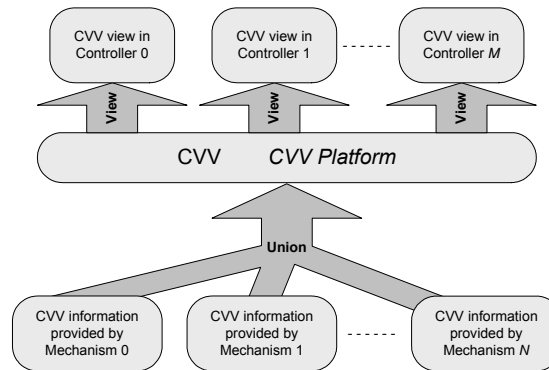 CVV view in
Controller 0
CVV view in
Controller 1
CVV view in
Controller M
View
View
View
CVV CVV Platform
Union
CVV information
provided by
Mechanism 0
CVV information
provided by
Mechanism 1
CVV information
provided by
Mechanism N